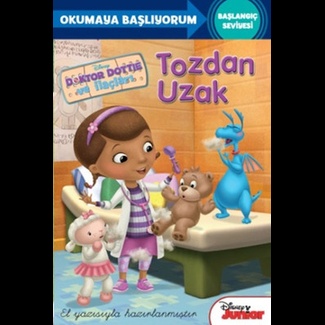 OKUMAYA BAŞLIYORUM
BAŞLANGIÇ
SEVİYESİ
Disney
DOKTOR DOTTIE
ve İlaçları
Tozdan
Uzak
El yazısıyla hazırlanmıştır
Disney
Junior